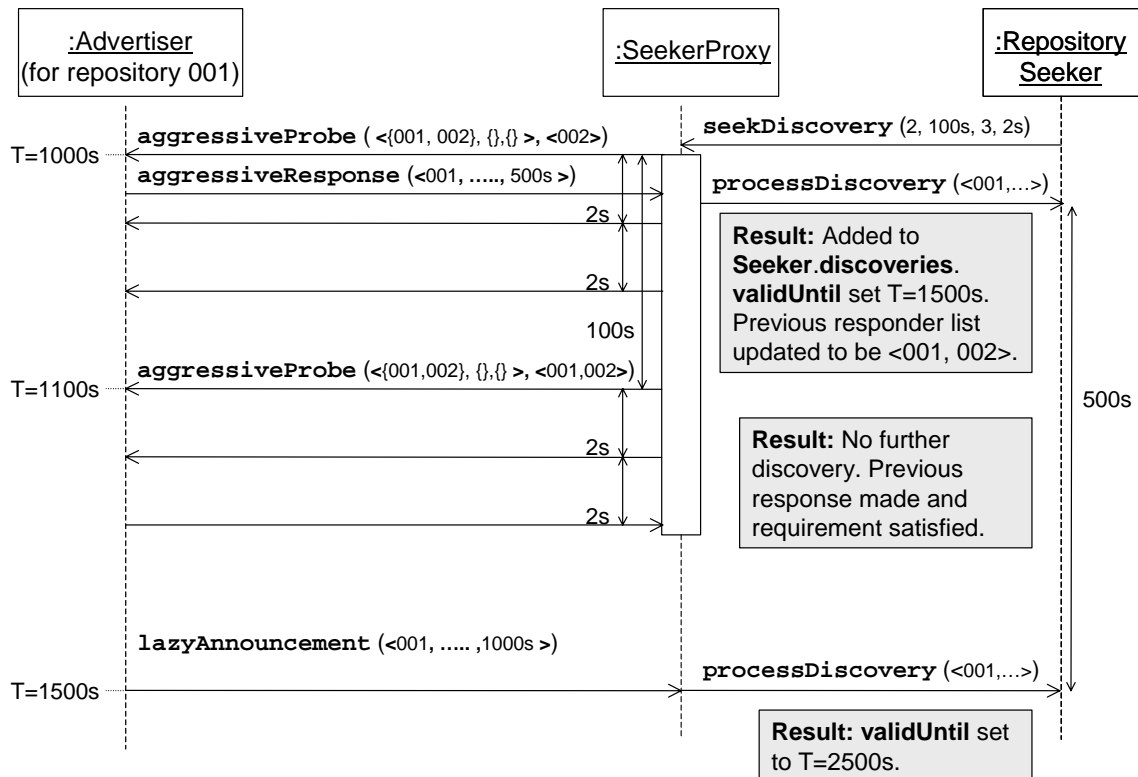 :Advertiser
(for repository 001)
:SeekerProxy
:Repository
Seeker
aggressiveProbe (<{001, 002}, {},{} >, <002>)
seekDiscovery (2, 100s, 3, 2s)
T=1000s
aggressiveResponse (<001, ....., 500s >)
processDiscovery (<001,...>)
2s
Result: Added to
Seeker.discoveries.
validUntil set T=1500s.
Previous responder list
updated to be <001, 002>.
2s
100s
aggressiveProbe (<{001,002}, {},{} >, <001,002>)
T=1100s
500s
2s
Result: No further
discovery. Previous
response made and
requirement satisfied.
2s
lazyAnnouncement (<001, ..... ,1000s >)
processDiscovery (<001,...>)
T=1500s
Result: validUntil set
to T=2500s.